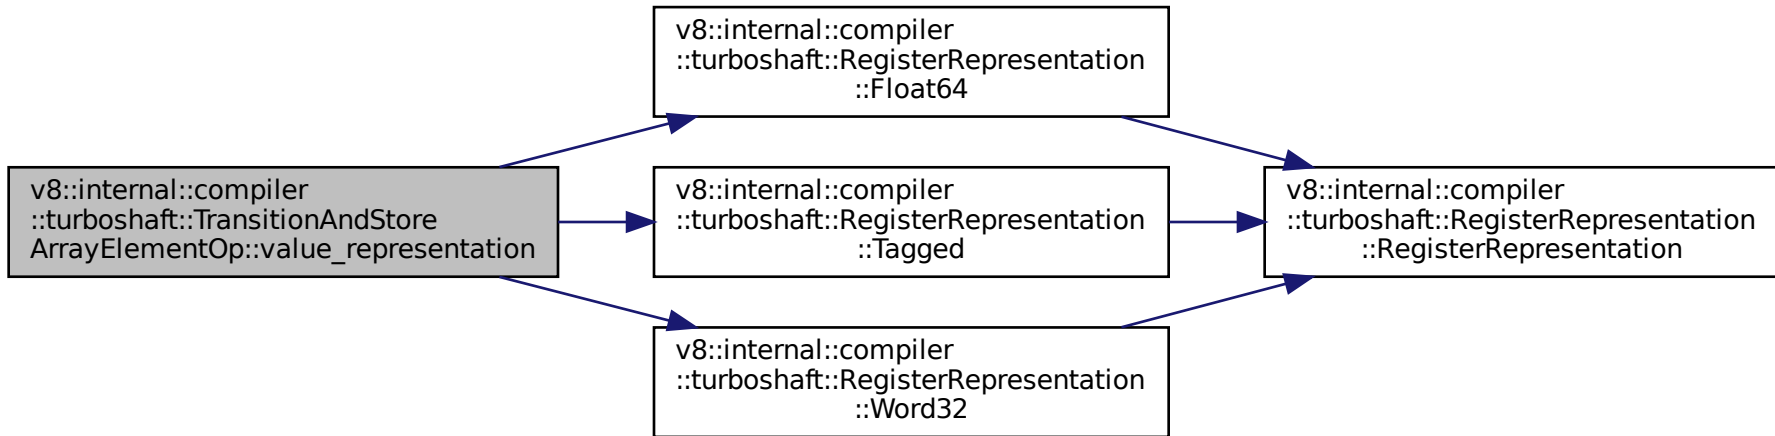 v8::internal::compiler
::turboshaft::TransitionAndStore
ArrayElementOp::value_representation
v8::internal::compiler
::turboshaft::RegisterRepresentation
::Float64
v8::internal::compiler
::turboshaft::RegisterRepresentation
::Tagged
v8::internal::compiler
::turboshaft::RegisterRepresentation
::Word32
v8::internal::compiler
::turboshaft::RegisterRepresentation
::RegisterRepresentation